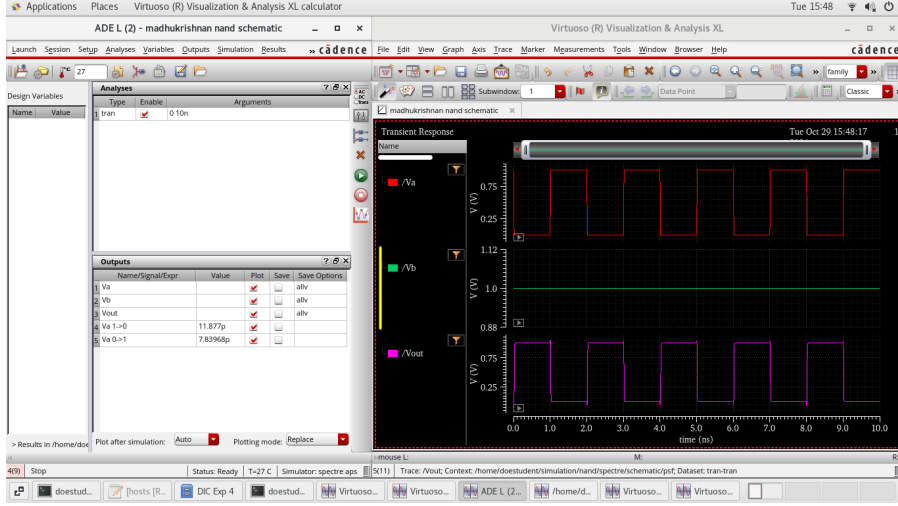 Applications Places Virtuoso (R) Visualization & Analysis XL calculator Tue 15:48
ADE L (2) - madhukrishnan nand schematic
Launch Session Setup Analyses Variables Outputs Simulation Results » cādence
27
Design Variables
Name Value
Analyses
Type Enable Arguments
1 tran 0 10n
AC
DC
Trans
Outputs
Name/Signal/Expr Value Plot Save Save Options
1 Va allv
2 Vb allv
3 Vout allv
4 Va 1->0 11.877p
5 Va 0->1 7.83968p
> Results in /home/doe
Plot after simulation: Auto Plotting mode: Replace
4(9) Stop Status: Ready T=27 C Simulator: spectre aps
Virtuoso (R) Visualization & Analysis XL
File Edit View Graph Axis Trace Marker Measurements Tools Window Browser Help cādence
» family »
Subwindow: 1 Data Point Classic
madhukrishnan nand schematic
Transient Response Tue Oct 29 15:48:17 1
Name
/Va
V (V)
0.75
0.25
/Vb
V (V)
1.12
1.0
0.88
/Vout
V (V)
0.75
0.25
0.0 1.0 2.0 3.0 4.0 5.0 6.0 7.0 8.0 9.0 10.0
time (ns)
mouse L: M: R
5(11) Trace: /Vout; Context: /home/doestudent/simulation/nand/spectre/schematic/psf; Dataset: tran-tran
doestud... [hosts [R... DIC Exp 4 doestud... Virtuoso... Virtuoso... ADE L (2... /home/d... Virtuoso... Virtuoso...